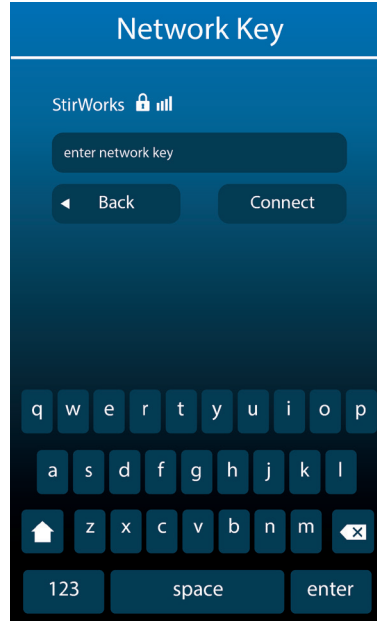 Network Key
StirWorks
enter network key
Back Connect
q w e r t y u i o p
a s d f g h j k l
z x c v b n m
123 space enter